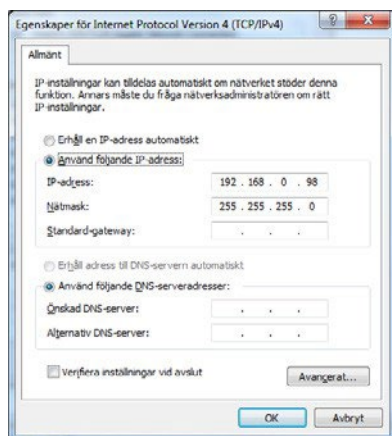 Egenskaper för Internet Protocol Version 4 (TCP/IPv4)
Allmänt
IP-inställningar kan tilldelas automatiskt om nätverket stöder denna
funktion. Annars måste du fråga nätverksadministratören om rätt
IP-inställningar.
Erhåll en IP-adress automatiskt
Använd följande IP-adress:
IP-adress: 192 . 168 . 0 . 98
Nätmask: 255 . 255 . 255 . 0
Standard-gateway: . . .
Erhåll adress till DNS-servern automatiskt
Använd följande DNS-serveradresser:
Önskad DNS-server: . . .
Alternativ DNS-server: . . .
Verifiera inställningar vid avslut
Avancerat...
OK Avbryt